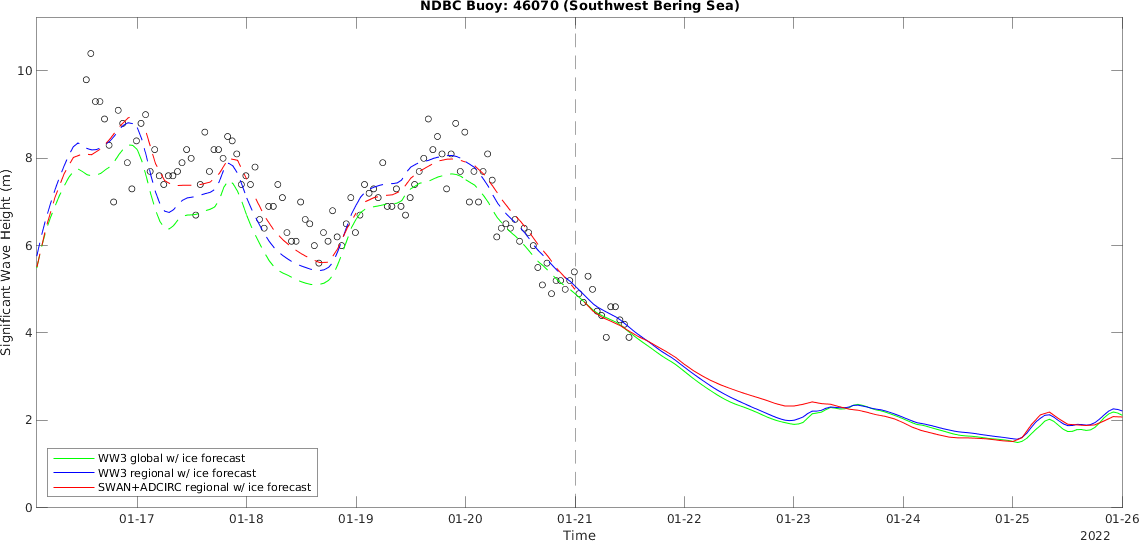 NDBC Buoy: 46070 (Southwest Bering Sea)
10
8
6
4
2
0
Significant Wave Height (m)
WW3 global w/ ice forecast
WW3 regional w/ ice forecast
SWAN+ADCIRC regional w/ ice forecast
01-17 01-18 01-19 01-20 01-21 01-22 01-23 01-24 01-25 01-26
Time
2022